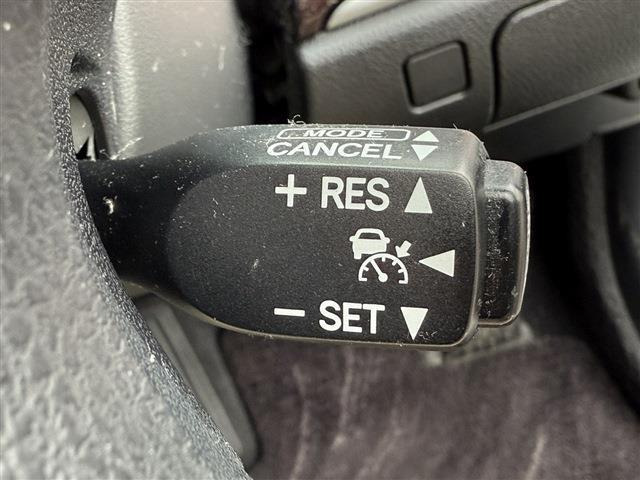 MODE
CANCEL
+ RES
− SET